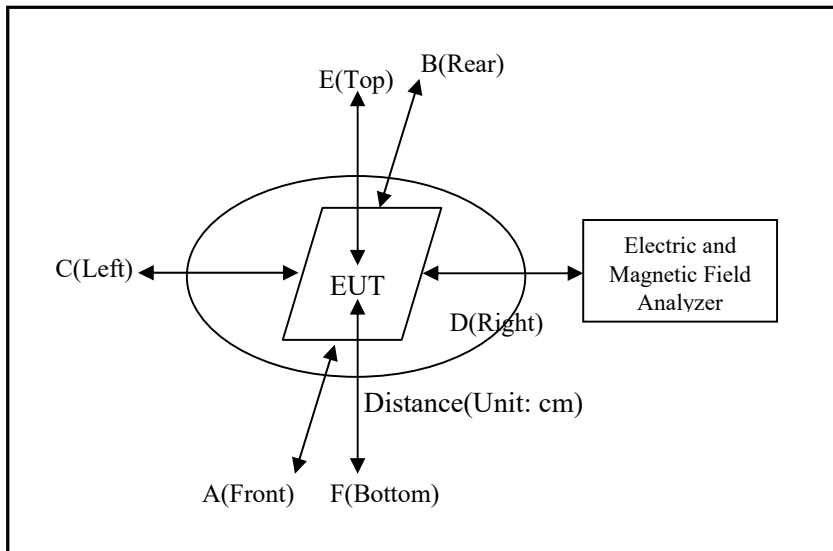 B(Rear)
E(Top)
Electric and
Magnetic Field
Analyzer
C(Left)
EUT
D(Right)
Distance(Unit: cm)
A(Front)
F(Bottom)